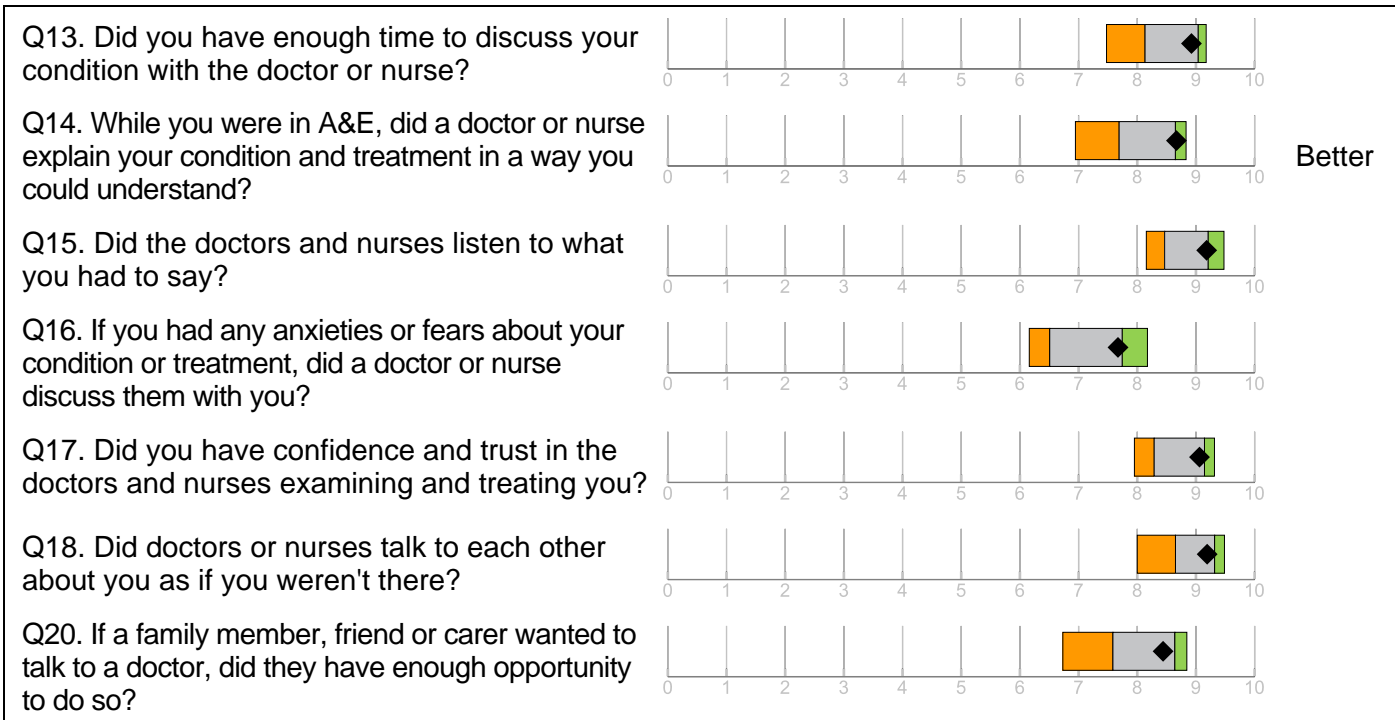 Q13. Did you have enough time to discuss your
condition with the doctor or nurse?
0 1 2 3 4 5 6 7 8 9 10
Q14. While you were in A&E, did a doctor or nurse
explain your condition and treatment in a way you
could understand?
0 1 2 3 4 5 6 7 8 9 10
Better
Q15. Did the doctors and nurses listen to what
you had to say?
0 1 2 3 4 5 6 7 8 9 10
Q16. If you had any anxieties or fears about your
condition or treatment, did a doctor or nurse
discuss them with you?
0 1 2 3 4 5 6 7 8 9 10
Q17. Did you have confidence and trust in the
doctors and nurses examining and treating you?
0 1 2 3 4 5 6 7 8 9 10
Q18. Did doctors or nurses talk to each other
about you as if you weren't there?
0 1 2 3 4 5 6 7 8 9 10
Q20. If a family member, friend or carer wanted to
talk to a doctor, did they have enough opportunity
to do so?
0 1 2 3 4 5 6 7 8 9 10